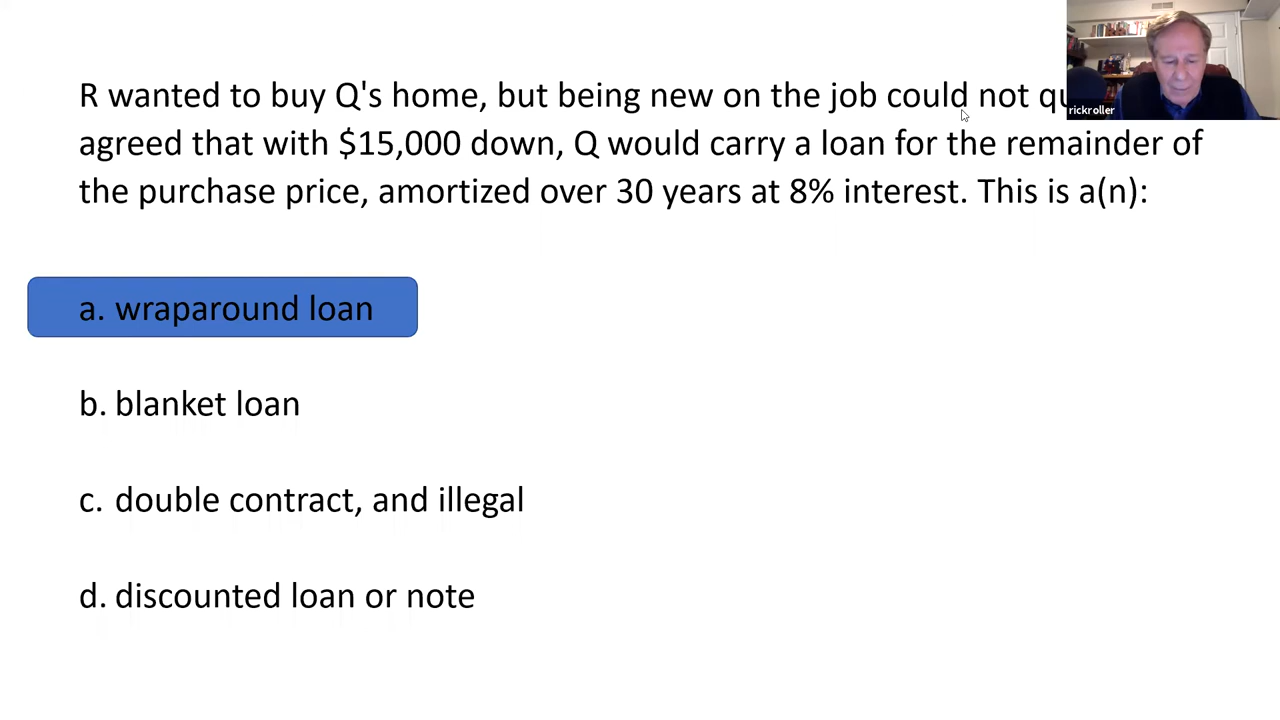 R wanted to buy Q's home, but being new on the job could not
rickroller
agreed that with $15,000 down, Q would carry a loan for the remainder of
the purchase price, amortized over 30 years at 8% interest. This is a(n):
a. wraparound loan
b. blanket loan
c. double contract, and illegal
d. discounted loan or note